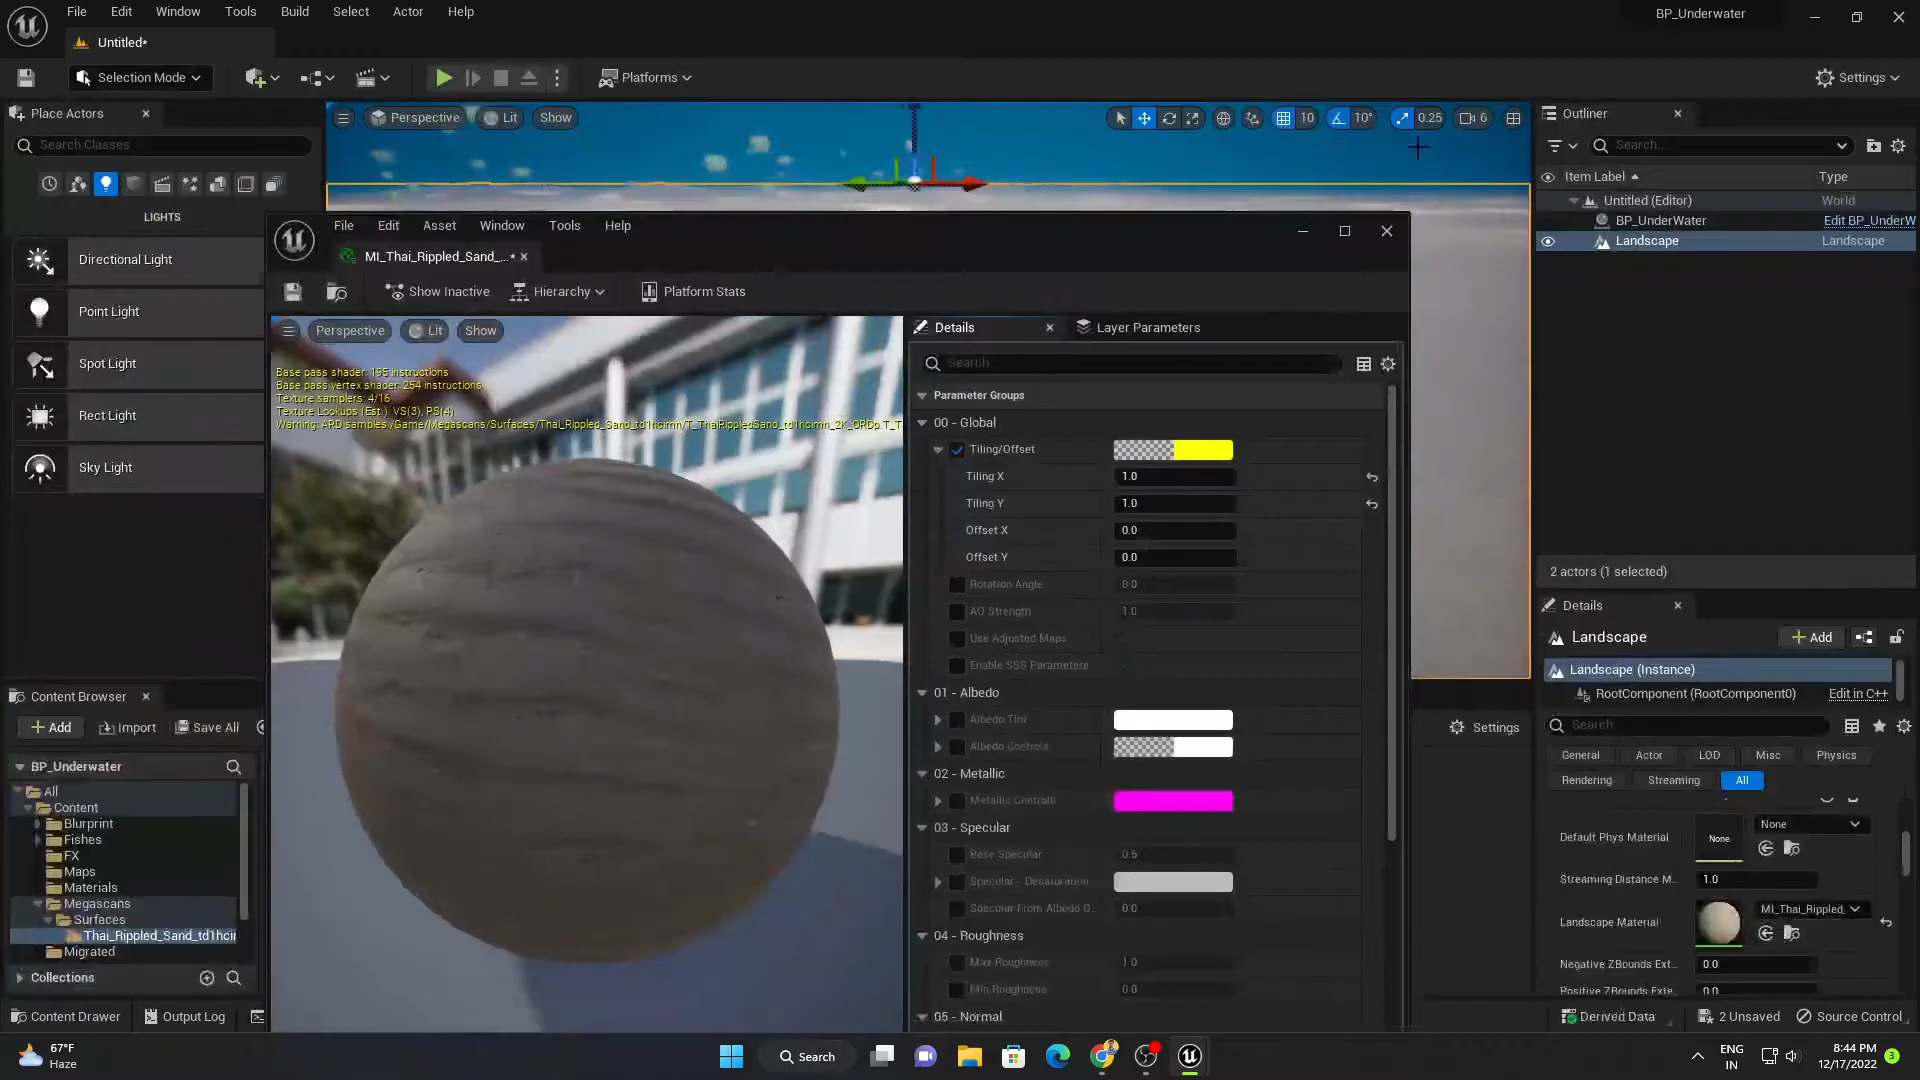 File Edit Window Tools Build Select Actor Help
BP_Underwater
Untitled*
Selection Mode
Platforms
Settings
Place Actors
Search Classes
LIGHTS
Directional Light
Point Light
Spot Light
Rect Light
Sky Light
Perspective Lit Show
10 10° 0.25 6
Outliner
Search...
Item Label Type
Untitled (Editor) World
BP_UnderWater Edit BP_UnderW
Landscape Landscape
2 actors (1 selected)
File Edit Asset Window Tools Help
MI_Thai_Rippled_Sand_...*
Show Inactive Hierarchy Platform Stats
Perspective Lit Show
Base pass shader: 195 instructions
Base pass vertex shader: 254 instructions
Texture samplers: 4/16
Texture Lookups (Est.): VS(3), PS(4)
Warning: ARD samples /Game/Megascans/Surfaces/Thai_Rippled_Sand_td1hcimn/T_ThaiRippledSand_td1hcimn_2K_ORDp.T_T
Details Layer Parameters
Search
Parameter Groups
00 - Global
Tiling/Offset
Tiling X 1.0
Tiling Y 1.0
Offset X 0.0
Offset Y 0.0
Rotation Angle 0.0
AO Strength 1.0
Use Adjusted Maps
Enable SSS Parameters
01 - Albedo
Albedo Tint
Albedo Controls
02 - Metallic
Metallic Controls
03 - Specular
Base Specular 0.5
Specular - Desaturation
Specular From Albedo O... 0.0
04 - Roughness
Max Roughness 1.0
Min Roughness 0.0
05 - Normal
Settings
Details
Landscape
Add
Landscape (Instance)
RootComponent (RootComponent0) Edit in C++
Search
General Actor LOD Misc Physics
Rendering Streaming All
Default Phys Material None None
Streaming Distance M.. 1.0
Landscape Material MI_Thai_Rippled_
Negative ZBounds Ext.. 0.0
Positive ZBounds Exte.. 0.0
Content Browser
Add Import Save All
BP_Underwater
All
Content
Blurprint
Fishes
FX
Maps
Materials
Megascans
Surfaces
Thai_Rippled_Sand_td1hcir
Migrated
Collections
Content Drawer Output Log
Derived Data 2 Unsaved Source Control
67°F
Haze
Search
ENG
IN
8:44 PM
12/17/2022
3